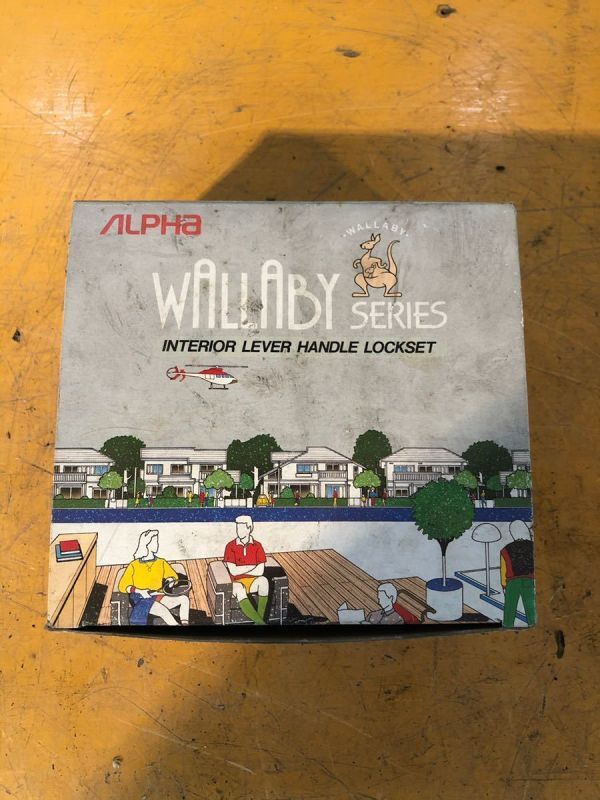 ALPHA
·WALLABY·
WALLABY SERIES
INTERIOR LEVER HANDLE LOCKSET